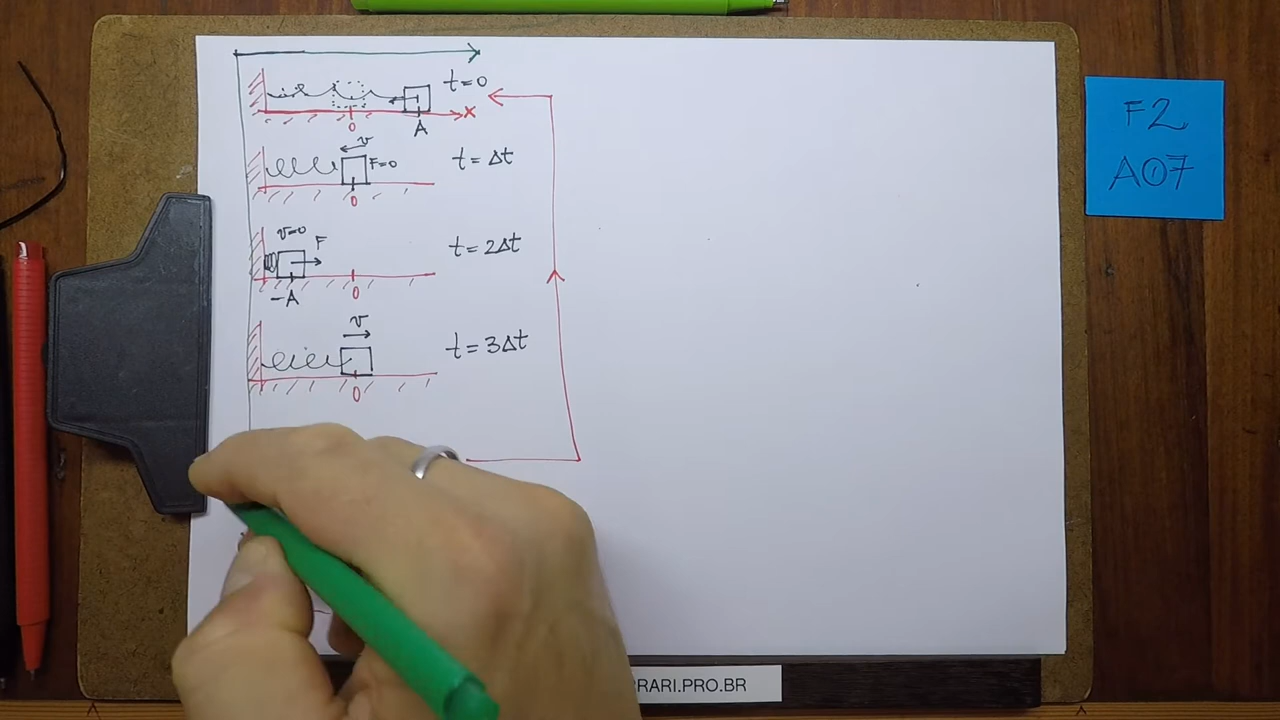 t=0
x
0
A
v
F=0
t=Δt
0
v=0
F
t=2Δt
-A
0
v
t=3Δt
0
F2
A07
RARI.PRO.BR